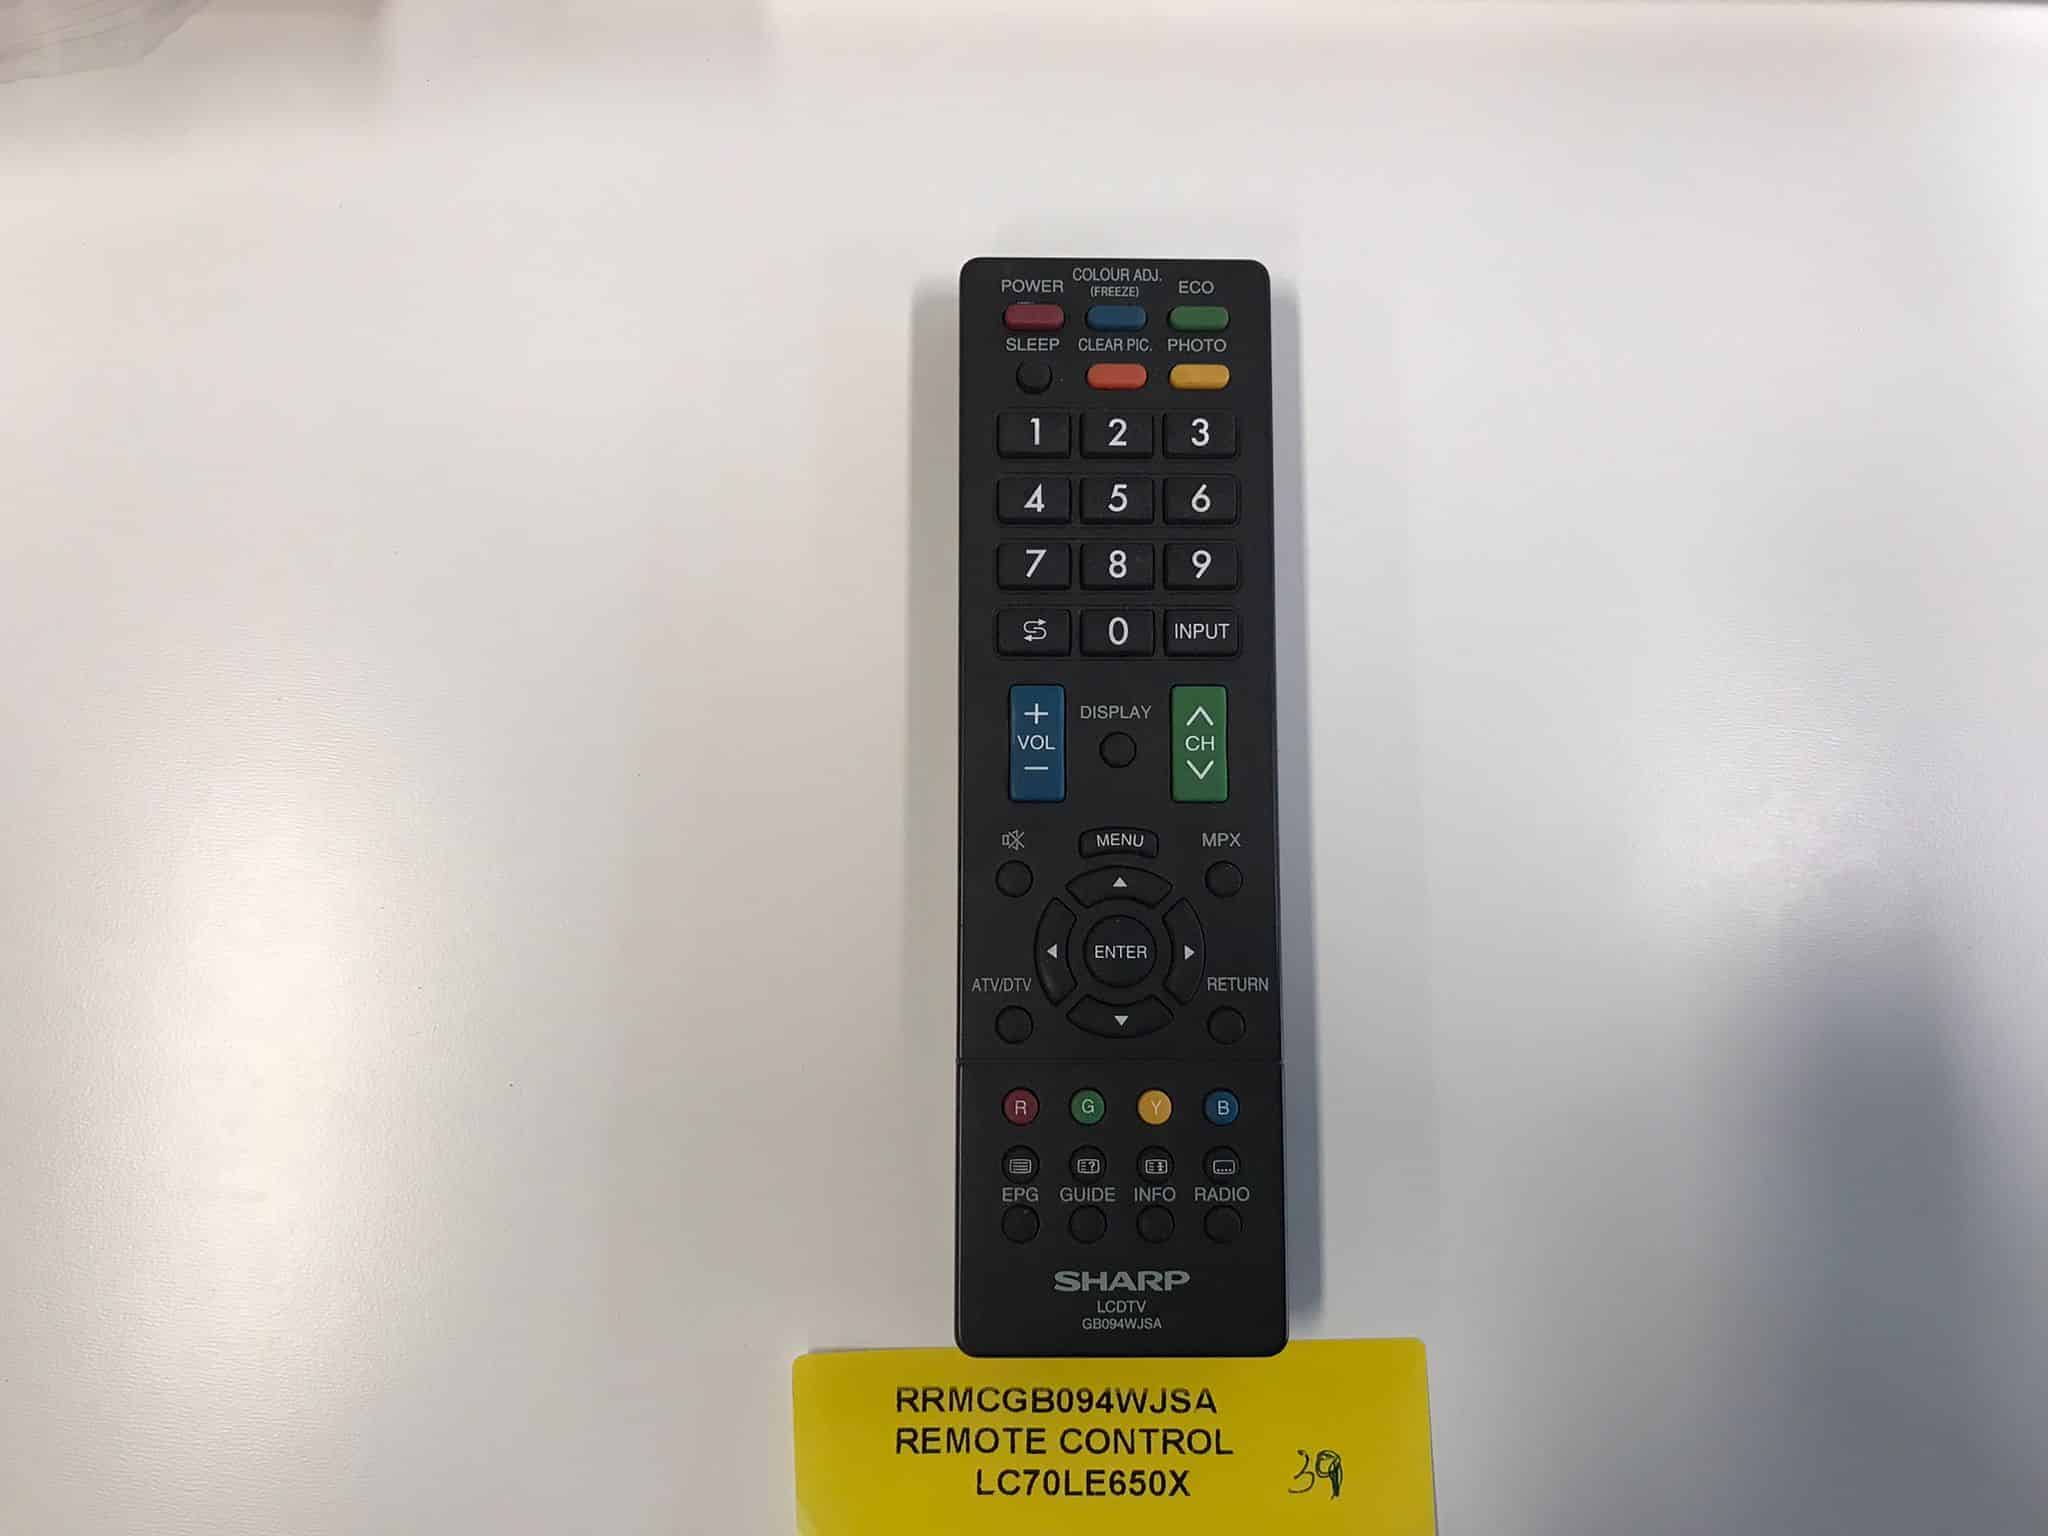 POWER COLOUR ADJ. ECO
(FREEZE)
SLEEP CLEAR PIC. PHOTO
1 2 3
4 5 6
7 8 9
0 INPUT
+
VOL
−
DISPLAY
CH
MENU MPX
ENTER
ATV/DTV RETURN
R G Y B
EPG GUIDE INFO RADIO
SHARP
LCDTV
GB094WJSA
RRMCGB094WJSA
REMOTE CONTROL
LC70LE650X
39